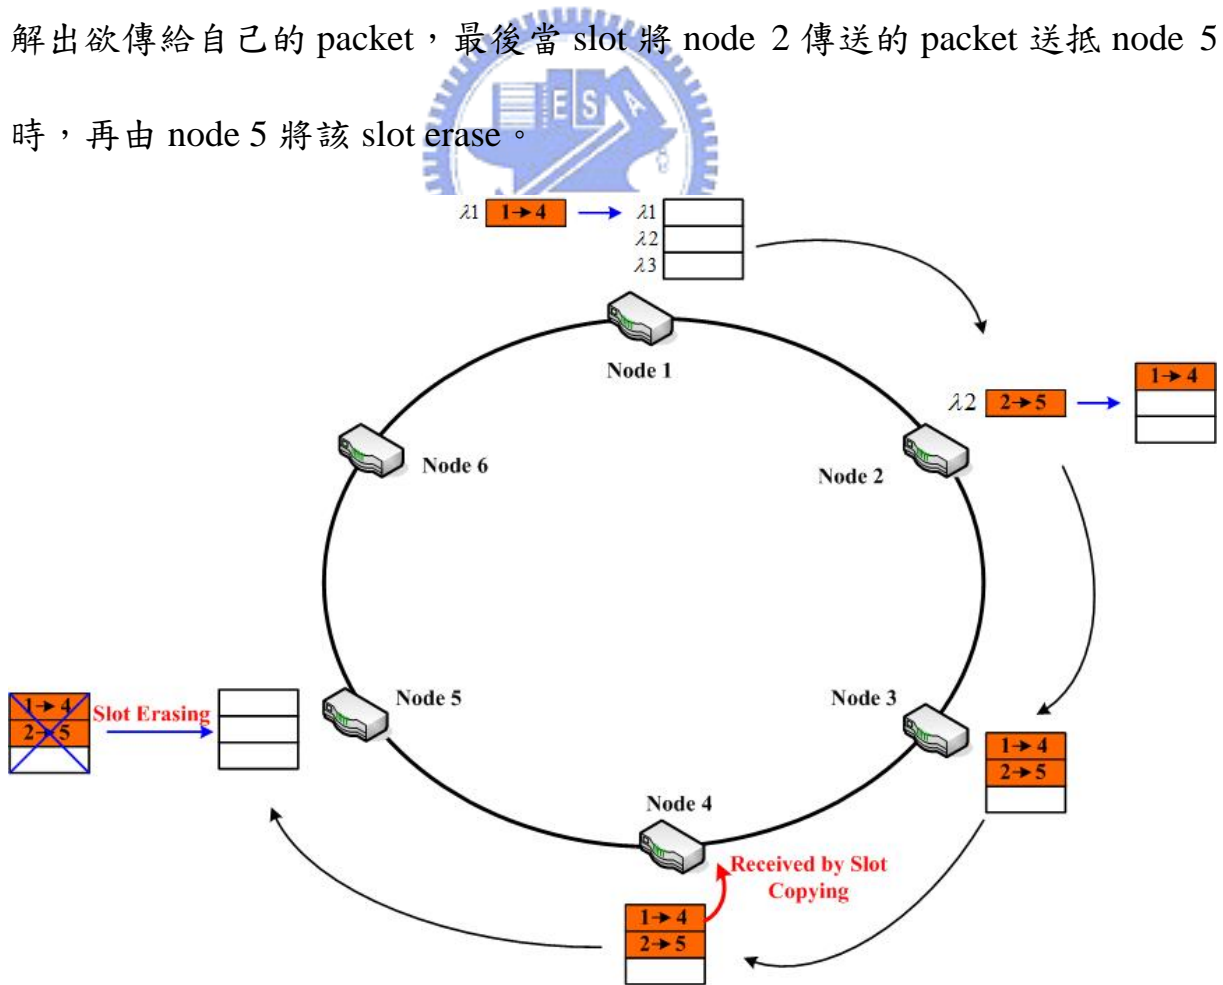 解出欲傳給自己的 packet，最後當 slot 將 node 2 傳送的 packet 送抵 node 5
時，再由 node 5 將該 slot erase。
E S A
λ1 1→4 λ1
λ2
λ3
Node 1
1→4
λ2 2→5
Node 6
Node 2
Node 5
Node 3
1→4
2→5
Slot Erasing
1→4
2→5
Node 4
Received by Slot
Copying
1→4
2→5